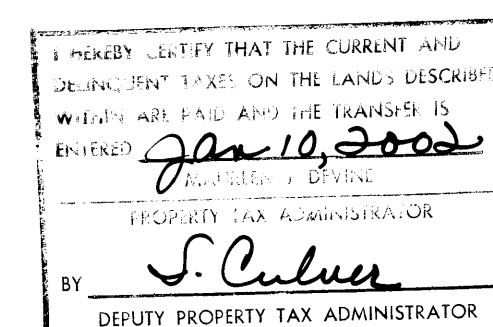 I HEREBY CERTIFY THAT THE CURRENT AND
DELINQUENT TAXES ON THE LANDS DESCRIBED
WITHIN ARE PAID AND THE TRANSFER IS
ENTERED Jan 10, 2002
MAUREEN J. DEVINE
PROPERTY TAX ADMINISTRATOR
BY S. Culver
DEPUTY PROPERTY TAX ADMINISTRATOR